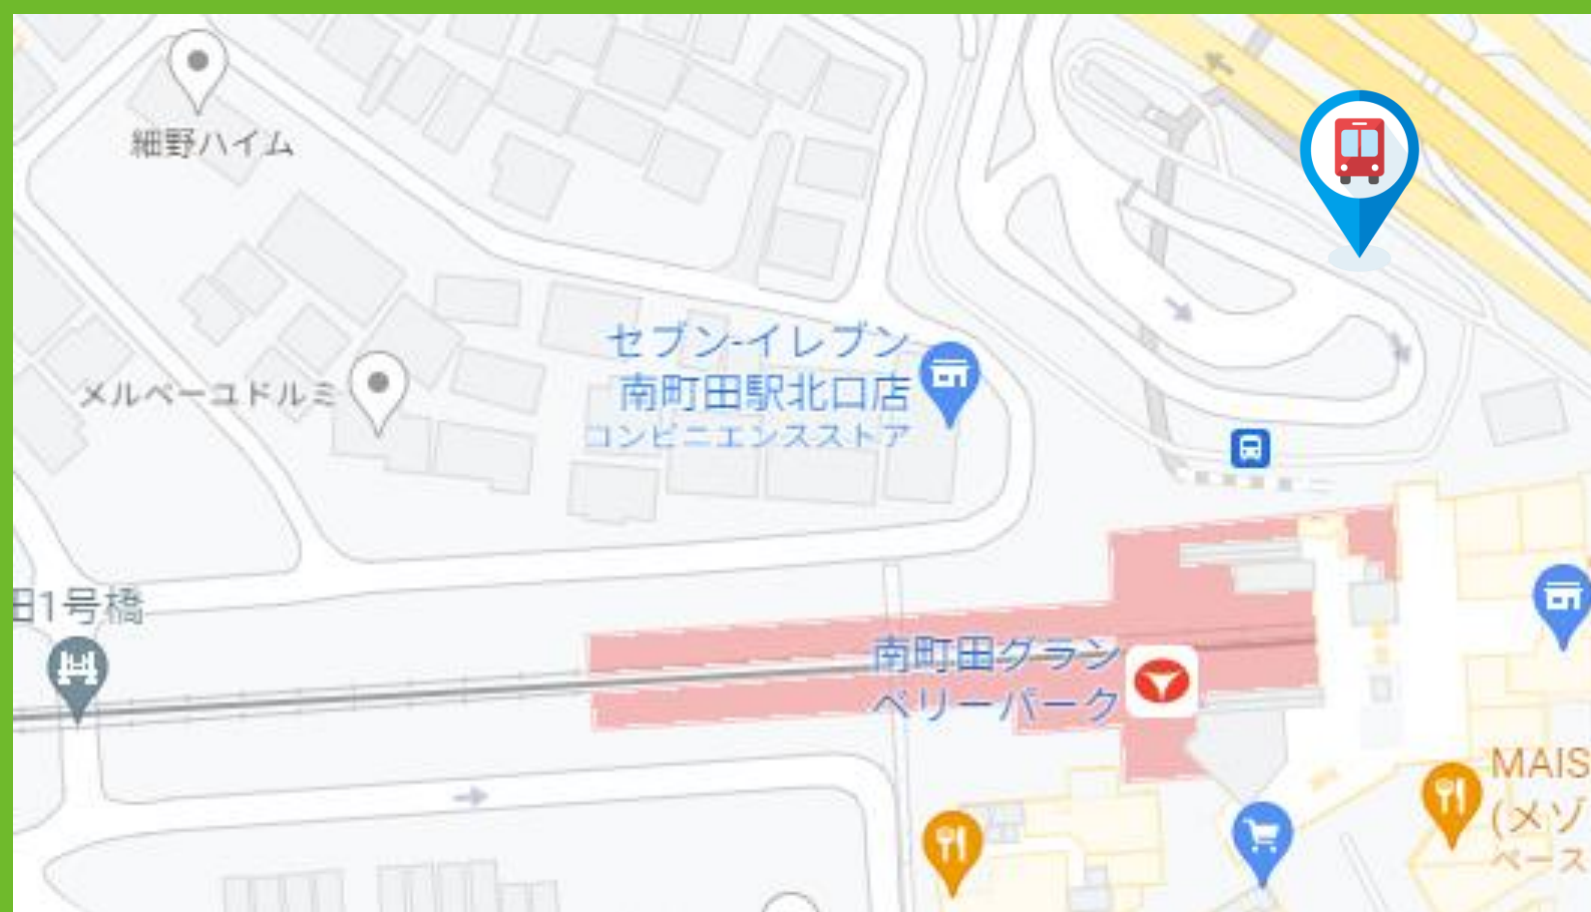 細野ハイム
セブン-イレブン
南町田駅北口店
コンビニエンスストア
メルベーユドルミ
田1号橋
南町田グラン
ベリーパーク
MAIS
(メゾ
ベース